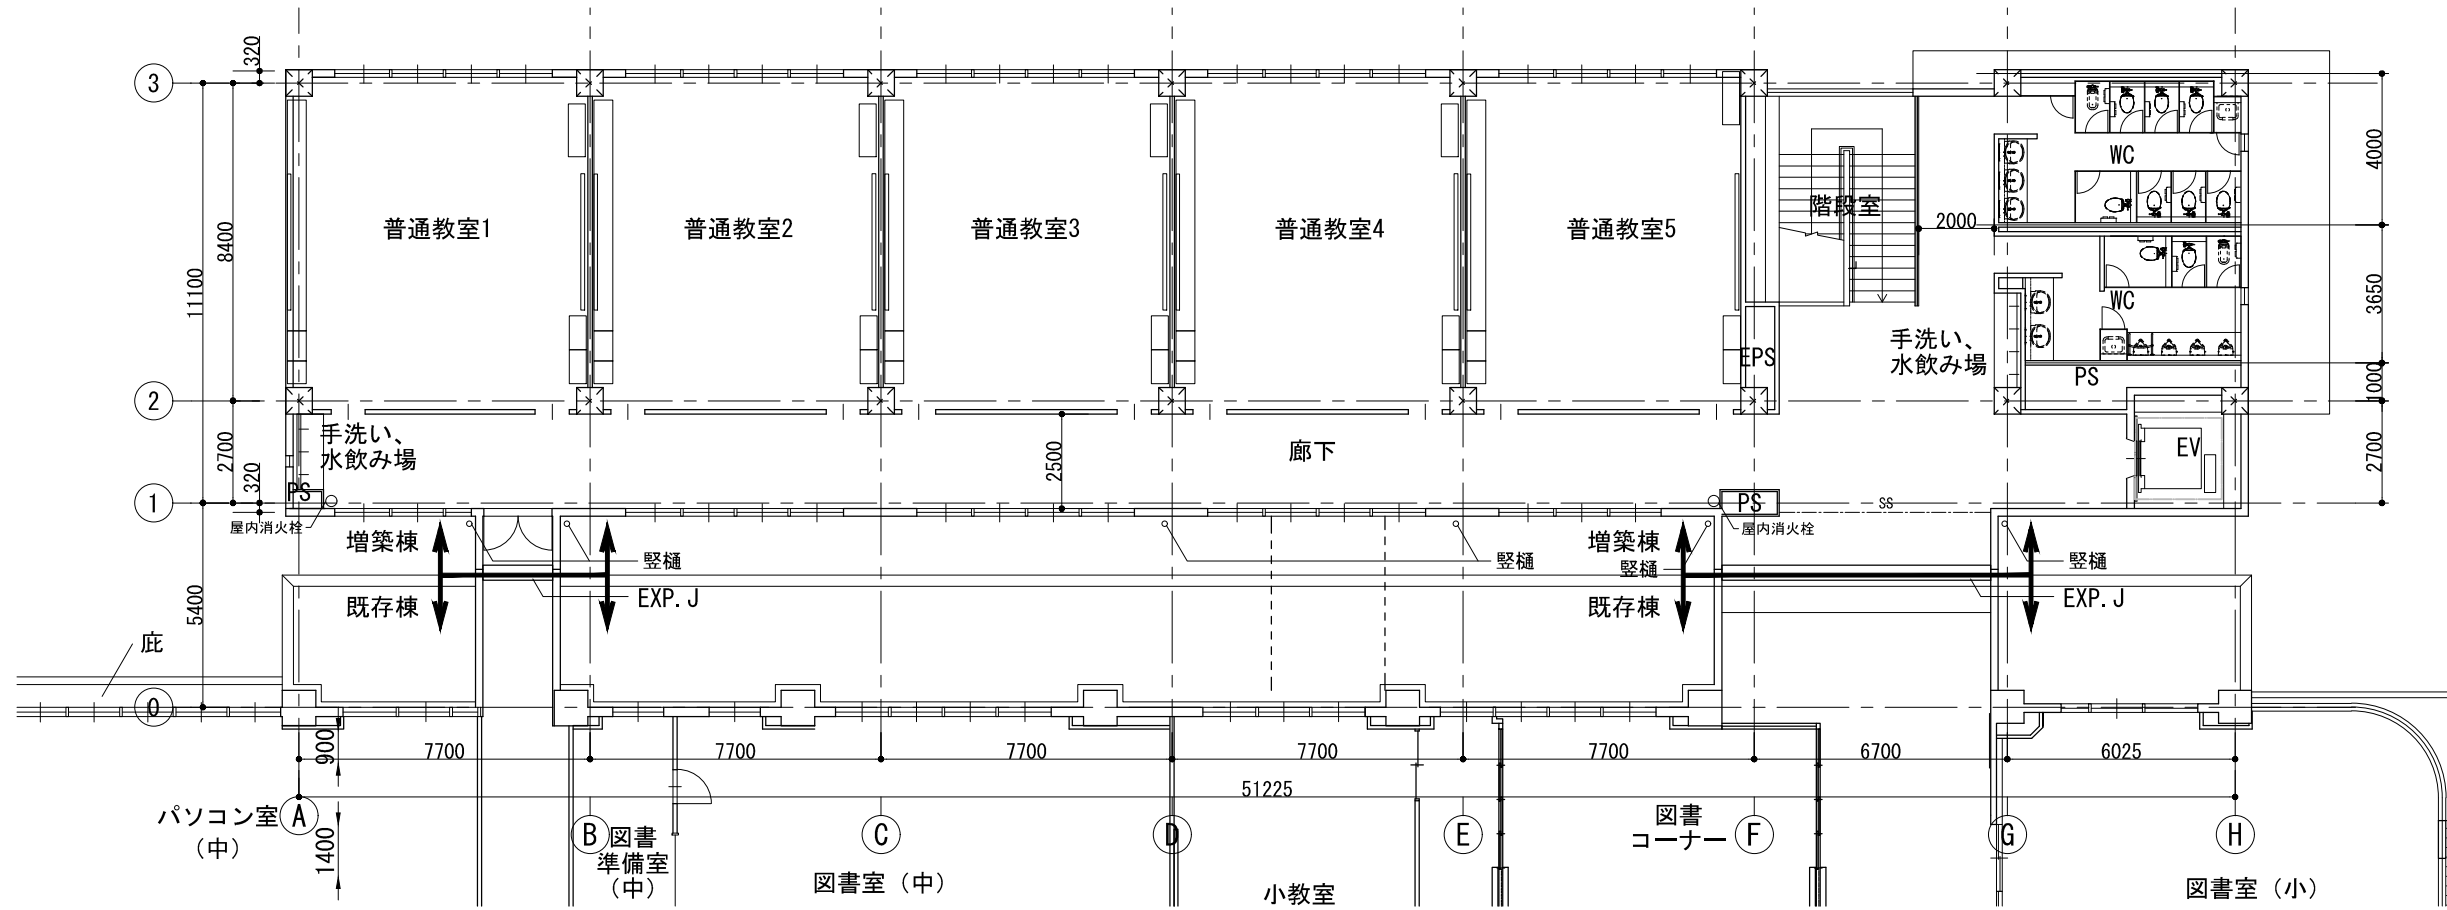 320
3
11100
8400
2
2700
320
1
5400
0
900
1400
普通教室1
普通教室2
普通教室3
普通教室4
普通教室5
階段室
2000
WC
4000
WC
3650
1000
2700
EPS
手洗い、
水飲み場
PS
EV
手洗い、
水飲み場
PS
屋内消火栓
2500
廊下
PS
屋内消火栓
SS
増築棟
既存棟
竪樋
EXP.J
竪樋
増築棟
竪樋
既存棟
竪樋
EXP.J
庇
7700
7700
7700
7700
7700
6700
6025
51225
A
B
C
D
E
F
G
H
パソコン室
（中）
図書
準備室
（中）
図書室（中）
小教室
図書
コーナー
図書室（小）